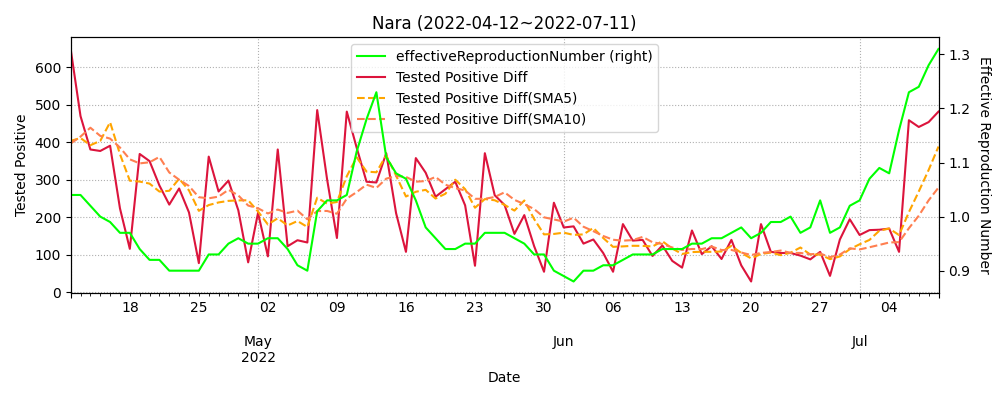 Nara (2022-04-12~2022-07-11)
effectiveReproductionNumber (right)
Tested Positive Diff
Tested Positive Diff(SMA5)
Tested Positive Diff(SMA10)
Tested Positive
600
500
400
300
200
100
0
1.3
1.2
1.1
1.0
0.9
Effective Reproduction Number
18 25 02 09 16 23 30 06 13 20 27 04
May Jun Jul
2022
Date